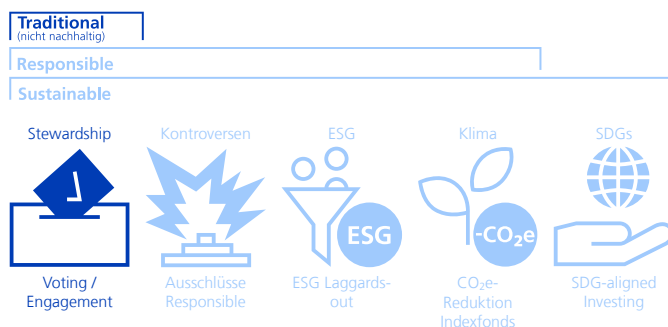 Traditional
(nicht nachhaltig)
Responsible
Sustainable
Stewardship
Kontroversen
ESG
Klima
SDGs
ESG
-CO₂e
Voting /
Engagement
Ausschlüsse
Responsible
ESG Laggards-
out
CO₂e-
Reduktion
Indexfonds
SDG-aligned
Investing